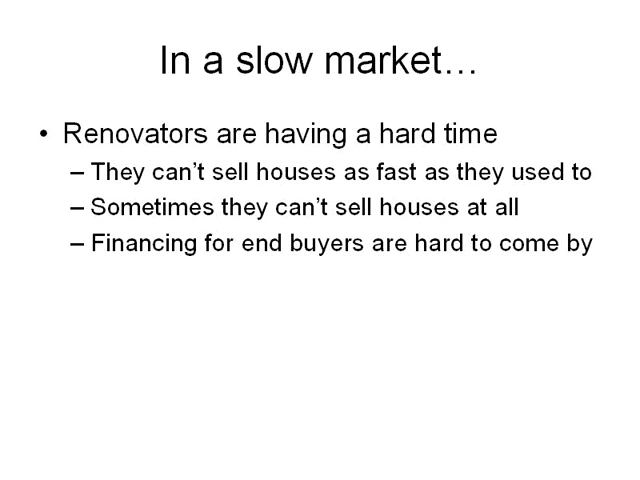 In a slow market…
• Renovators are having a hard time
– They can't sell houses as fast as they used to
– Sometimes they can't sell houses at all
– Financing for end buyers are hard to come by